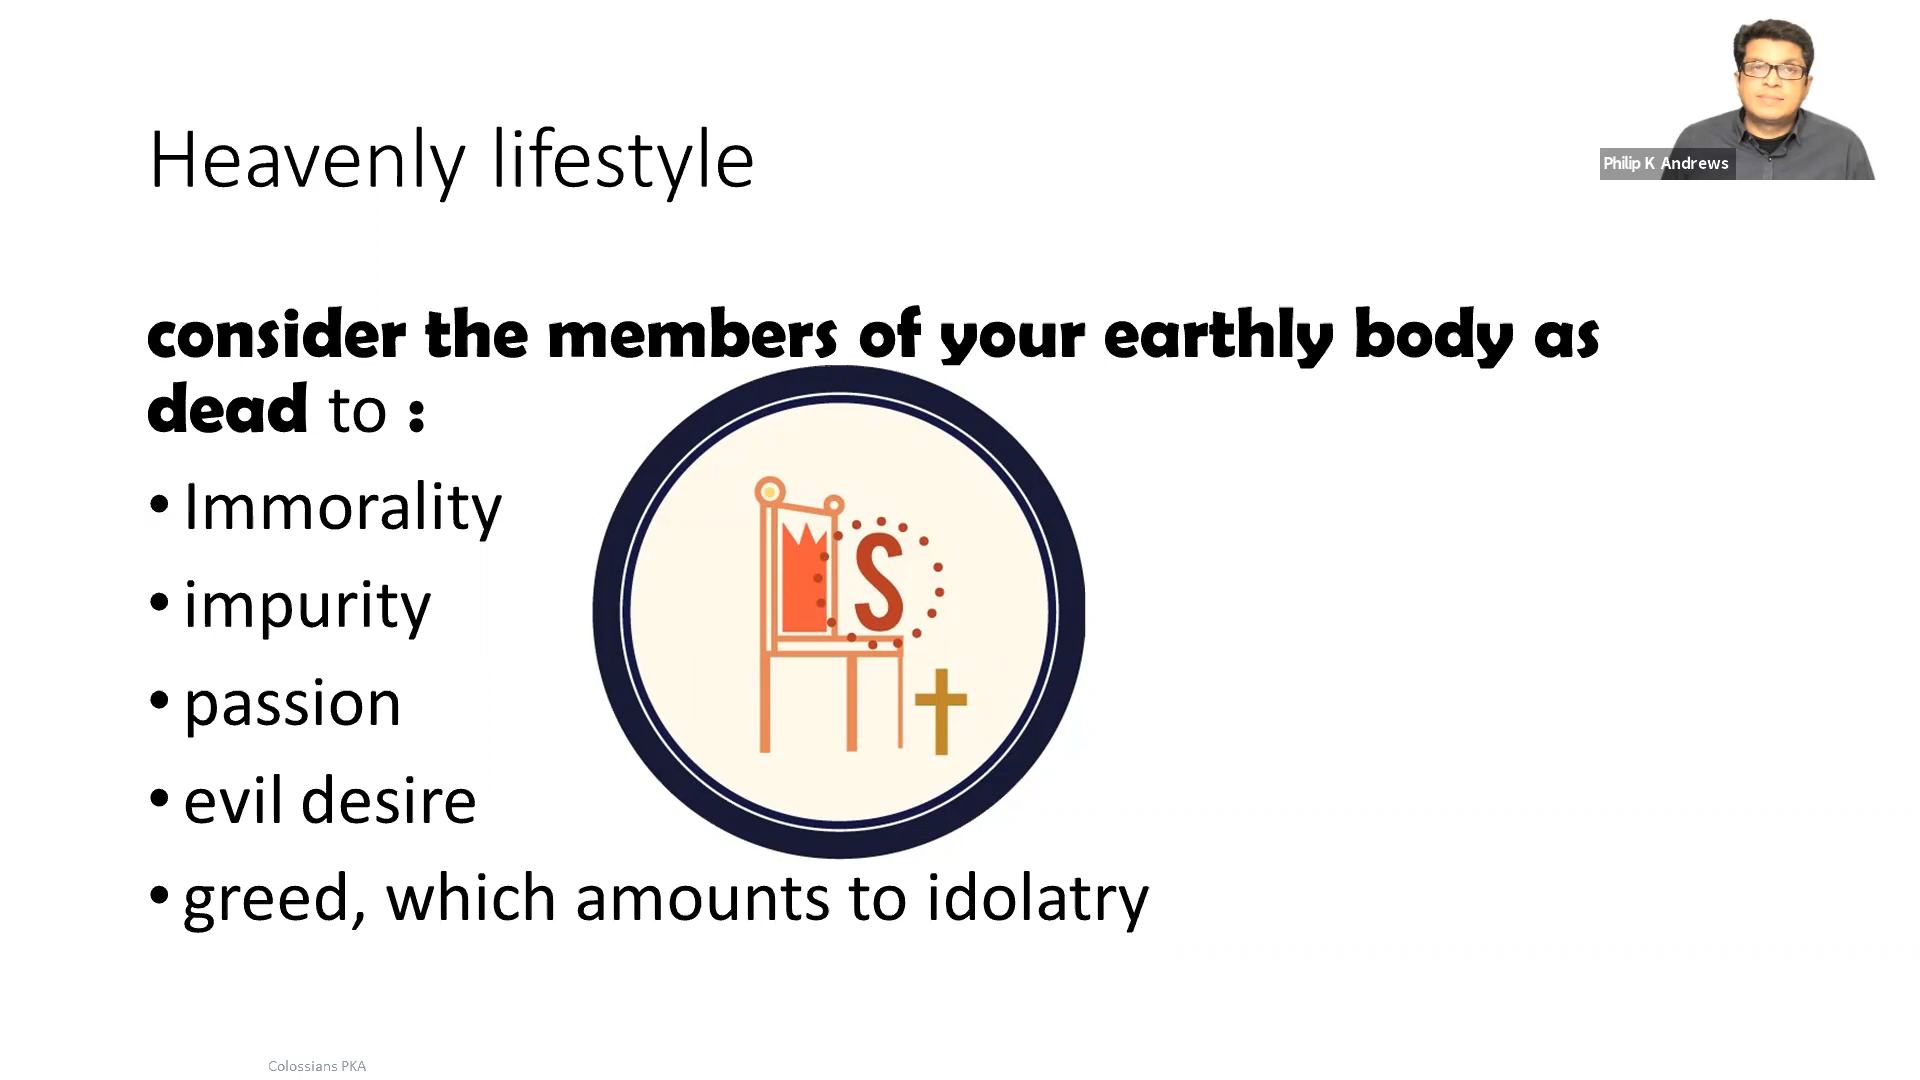 Philip K Andrews
Heavenly lifestyle
consider the members of your earthly body as
dead to :
• Immorality
• impurity
• passion
• evil desire
• greed, which amounts to idolatry
S
Colossians PKA